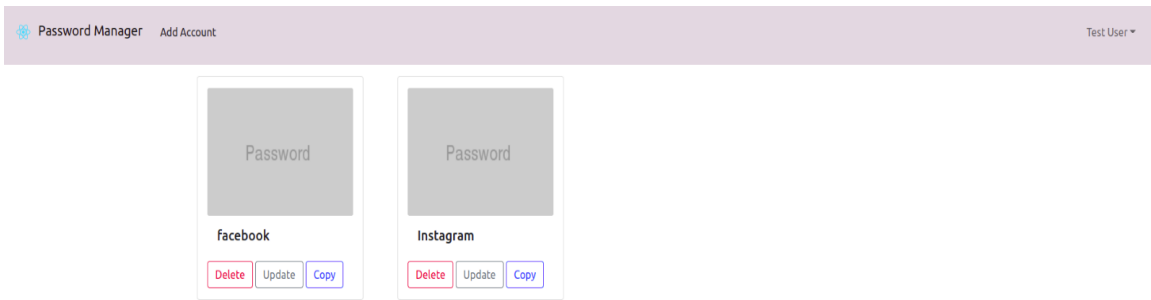 Password Manager Add Account Test User
Password Password
facebook Instagram
Delete Update Copy Delete Update Copy